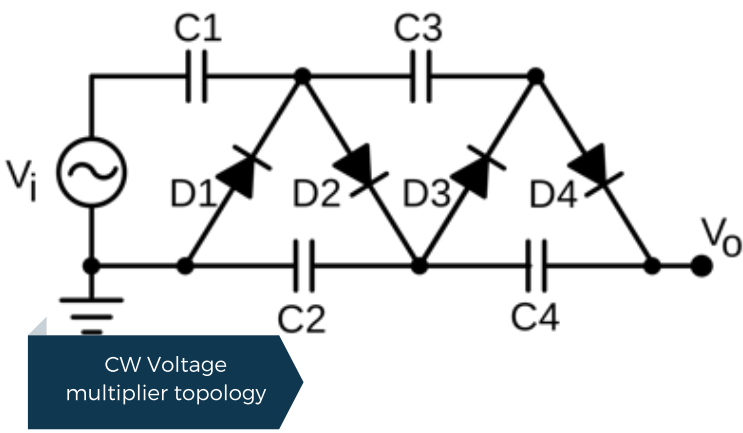 C1
C3
Vi
D1
D2
D3
D4
Vo
C2
C4
CW Voltage
multiplier topology